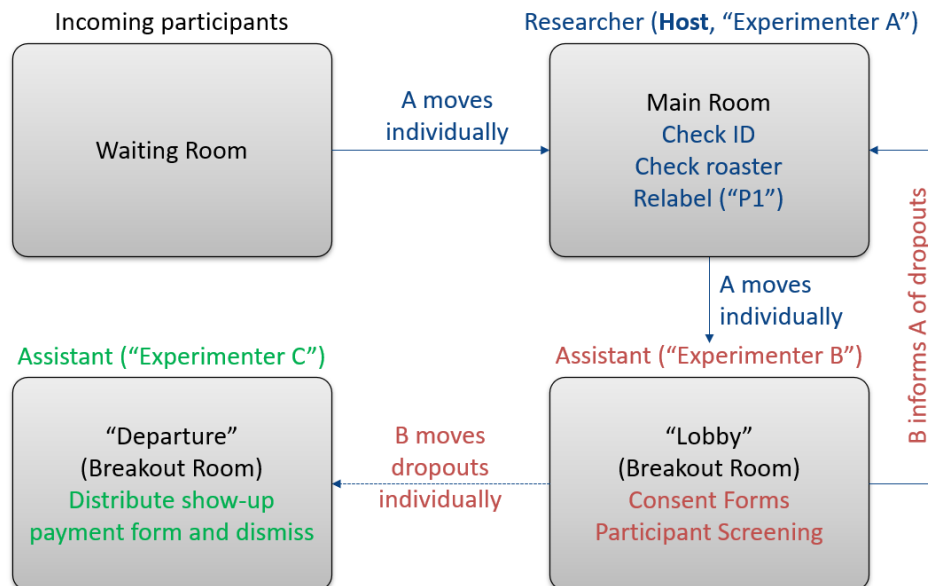 Incoming participants
Waiting Room
A moves
individually
Researcher (Host, “Experimenter A”)
Main Room
Check ID
Check roaster
Relabel (“P1”)
A moves
individually
B informs A of dropouts
Assistant (“Experimenter B”)
“Lobby”
(Breakout Room)
Consent Forms
Participant Screening
B moves
dropouts
individually
Assistant (“Experimenter C”)
“Departure”
(Breakout Room)
Distribute show-up
payment form and dismiss